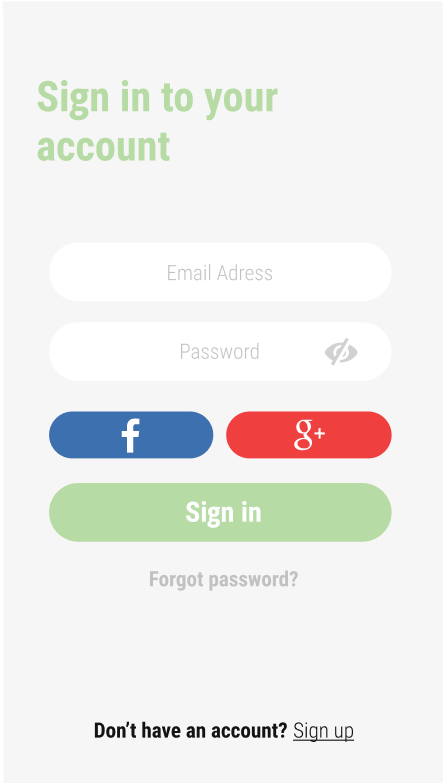 Sign in to your
account
Email Adress
Password
f g+
Sign in
Forgot password?
Don’t have an account? Sign up